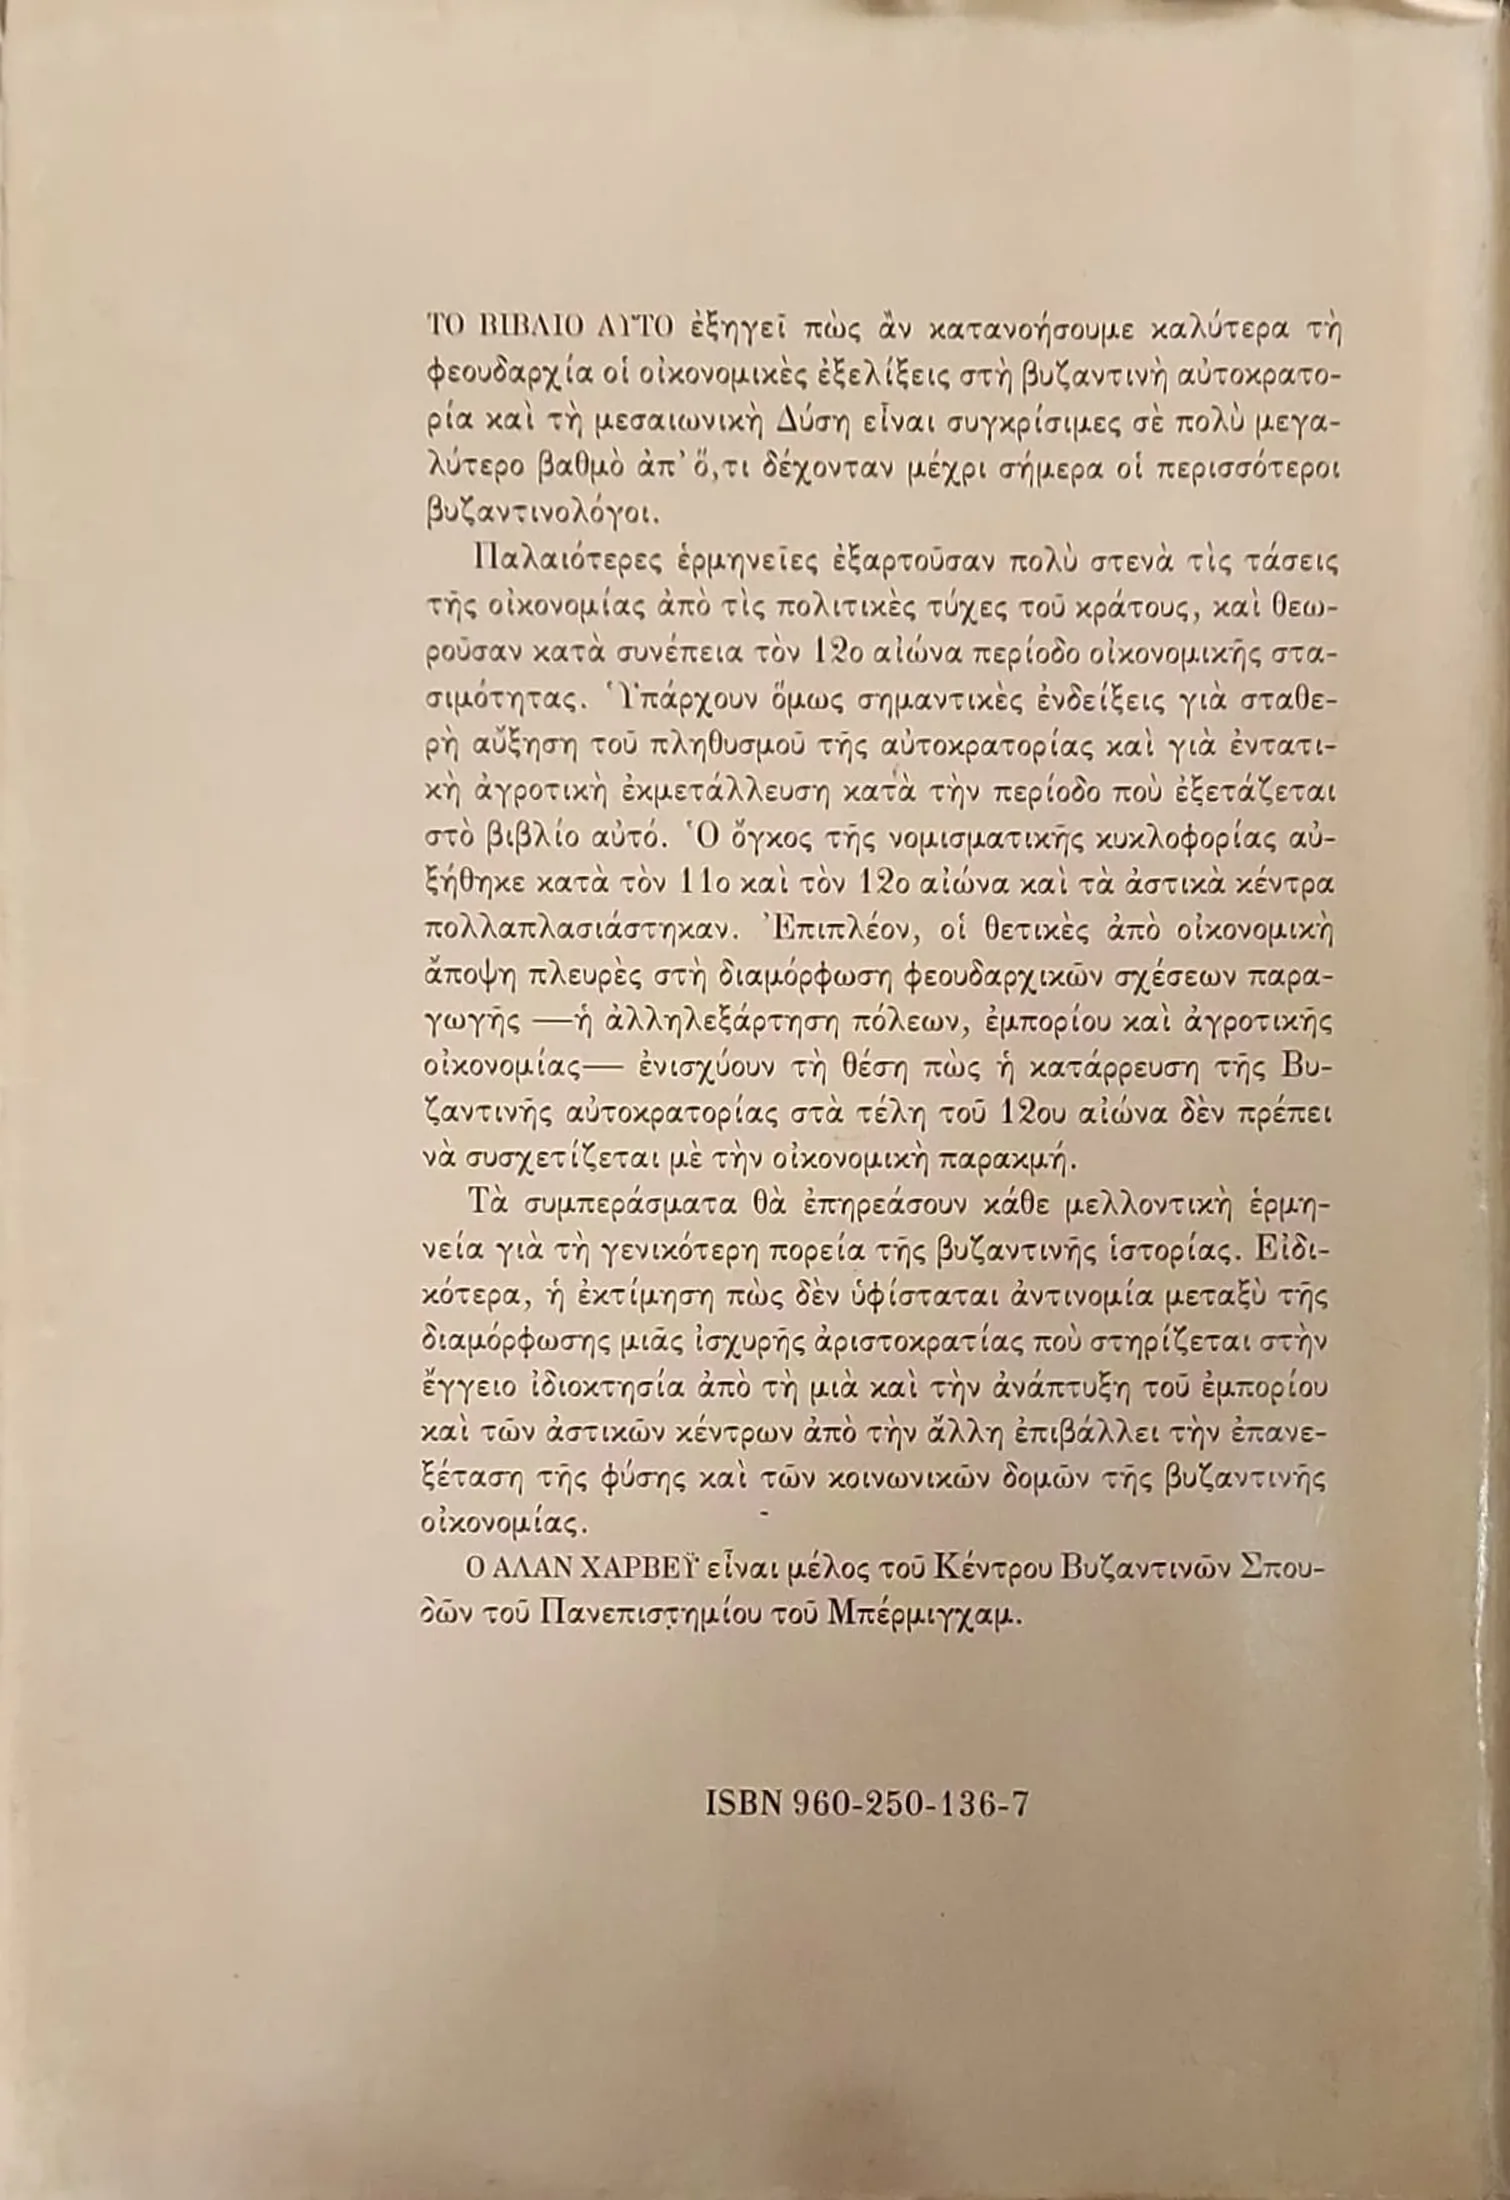 ΤΟ ΒΙΒΛΙΟ ΑΥΤΟ ἐξηγεῖ πὼς ἂν κατανοήσουμε καλύτερα τὴ
φεουδαρχία οἱ οἰκονομικὲς ἐξελίξεις στὴ βυζαντινὴ αὐτοκρατο-
ρία καὶ τὴ μεσαιωνικὴ Δύση εἶναι συγκρίσιμες σὲ πολὺ μεγα-
λύτερο βαθμὸ ἀπ' ὅ,τι δέχονταν μέχρι σήμερα οἱ περισσότεροι
βυζαντινολόγοι.
Παλαιότερες ἑρμηνεῖες ἐξαρτοῦσαν πολὺ στενὰ τὶς τάσεις
τῆς οἰκονομίας ἀπὸ τὶς πολιτικὲς τύχες τοῦ κράτους, καὶ θεω-
ροῦσαν κατὰ συνέπεια τὸν 12ο αἰώνα περίοδο οἰκονομικῆς στα-
σιμότητας. Ὑπάρχουν ὅμως σημαντικὲς ἐνδείξεις γιὰ σταθε-
ρὴ αὔξηση τοῦ πληθυσμοῦ τῆς αὐτοκρατορίας καὶ γιὰ ἐντατι-
κὴ ἀγροτικὴ ἐκμετάλλευση κατὰ τὴν περίοδο ποὺ ἐξετάζεται
στὸ βιβλίο αὐτό. Ὁ ὄγκος τῆς νομισματικῆς κυκλοφορίας αὐ-
ξήθηκε κατὰ τὸν 11ο καὶ τὸν 12ο αἰώνα καὶ τὰ ἀστικὰ κέντρα
πολλαπλασιάστηκαν. Ἐπιπλέον, οἱ θετικὲς ἀπὸ οἰκονομικὴ
ἄποψη πλευρὲς στὴ διαμόρφωση φεουδαρχικῶν σχέσεων παρα-
γωγῆς —ἡ ἀλληλεξάρτηση πόλεων, ἐμπορίου καὶ ἀγροτικῆς
οἰκονομίας— ἐνισχύουν τὴ θέση πὼς ἡ κατάρρευση τῆς Βυ-
ζαντινῆς αὐτοκρατορίας στὰ τέλη τοῦ 12ου αἰώνα δὲν πρέπει
νὰ συσχετίζεται μὲ τὴν οἰκονομικὴ παρακμή.
Τὰ συμπεράσματα θὰ ἐπηρεάσουν κάθε μελλοντικὴ ἑρμη-
νεία γιὰ τὴ γενικότερη πορεία τῆς βυζαντινῆς ἱστορίας. Εἰδι-
κότερα, ἡ ἐκτίμηση πὼς δὲν ὑφίσταται ἀντινομία μεταξὺ τῆς
διαμόρφωσης μιᾶς ἰσχυρῆς ἀριστοκρατίας ποὺ στηρίζεται στὴν
ἔγγειο ἰδιοκτησία ἀπὸ τὴ μιὰ καὶ τὴν ἀνάπτυξη τοῦ ἐμπορίου
καὶ τῶν ἀστικῶν κέντρων ἀπὸ τὴν ἄλλη ἐπιβάλλει τὴν ἐπανε-
ξέταση τῆς φύσης καὶ τῶν κοινωνικῶν δομῶν τῆς βυζαντινῆς
οἰκονομίας.
Ο ΑΛΑΝ ΧΑΡΒΕΫ εἶναι μέλος τοῦ Κέντρου Βυζαντινῶν Σπου-
δῶν τοῦ Πανεπιστημίου τοῦ Μπέρμιγχαμ.
ISBN 960-250-136-7